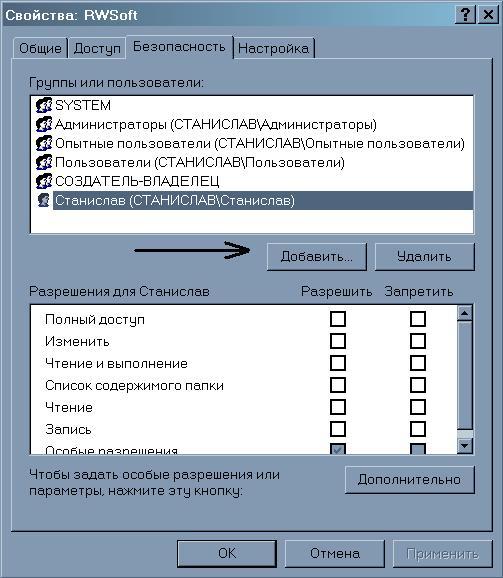 Свойства: RWSoft
Общие Доступ Безопасность Настройка
Группы или пользователи:
SYSTEM
Администраторы (СТАНИСЛАВ\Администраторы)
Опытные пользователи (СТАНИСЛАВ\Опытные пользователи)
Пользователи (СТАНИСЛАВ\Пользователи)
СОЗДАТЕЛЬ-ВЛАДЕЛЕЦ
Станислав (СТАНИСЛАВ\Станислав)
Добавить... Удалить
Разрешения для Станислав Разрешить Запретить
Полный доступ
Изменить
Чтение и выполнение
Список содержимого папки
Чтение
Запись
Особые разрешения
Чтобы задать особые разрешения или
параметры, нажмите эту кнопку:
Дополнительно
OK Отмена Применить